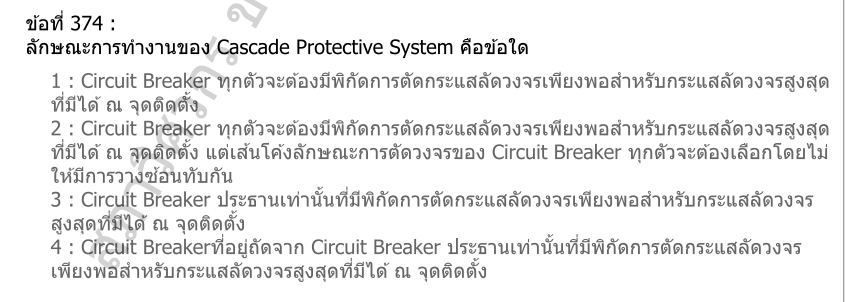 ข้อที่ 374 :
ลักษณะการทำงานของ Cascade Protective System คือข้อใด
1 : Circuit Breaker ทุกตัวจะต้องมีพิกัดการตัดกระแสลัดวงจรเพียงพอสำหรับกระแสลัดวงจรสูงสุด
ที่มีได้ ณ จุดติดตั้ง
2 : Circuit Breaker ทุกตัวจะต้องมีพิกัดการตัดกระแสลัดวงจรเพียงพอสำหรับกระแสลัดวงจรสูงสุด
ที่มีได้ ณ จุดติดตั้ง แต่เส้นโค้งลักษณะการตัดวงจรของ Circuit Breaker ทุกตัวจะต้องเลือกโดยไม่
ให้มีการวางซ้อนทับกัน
3 : Circuit Breaker ประธานเท่านั้นที่มีพิกัดการตัดกระแสลัดวงจรเพียงพอสำหรับกระแสลัดวงจร
สูงสุดที่มีได้ ณ จุดติดตั้ง
4 : Circuit Breakerที่อยู่ถัดจาก Circuit Breaker ประธานเท่านั้นที่มีพิกัดการตัดกระแสลัดวงจร
เพียงพอสำหรับกระแสลัดวงจรสูงสุดที่มีได้ ณ จุดติดตั้ง
สภาวิศวกร